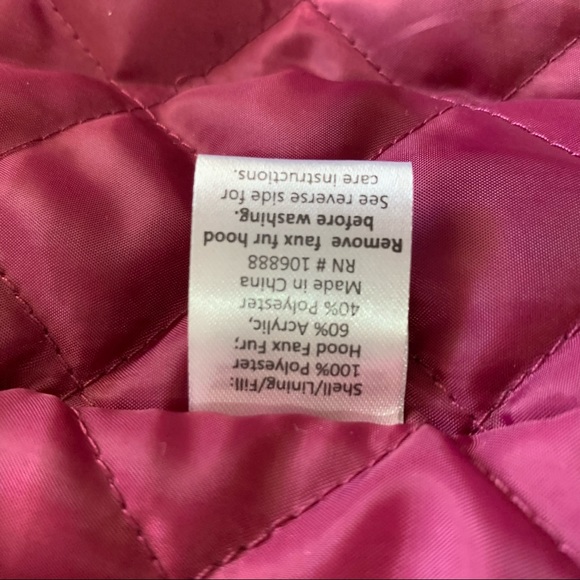 Shell/Lining/Fill:
100% Polyester
Hood Faux Fur;
60% Acrylic,
40% Polyester
Made in China
RN # 106888
Remove faux fur hood
before washing.
See reverse side for
care instructions.